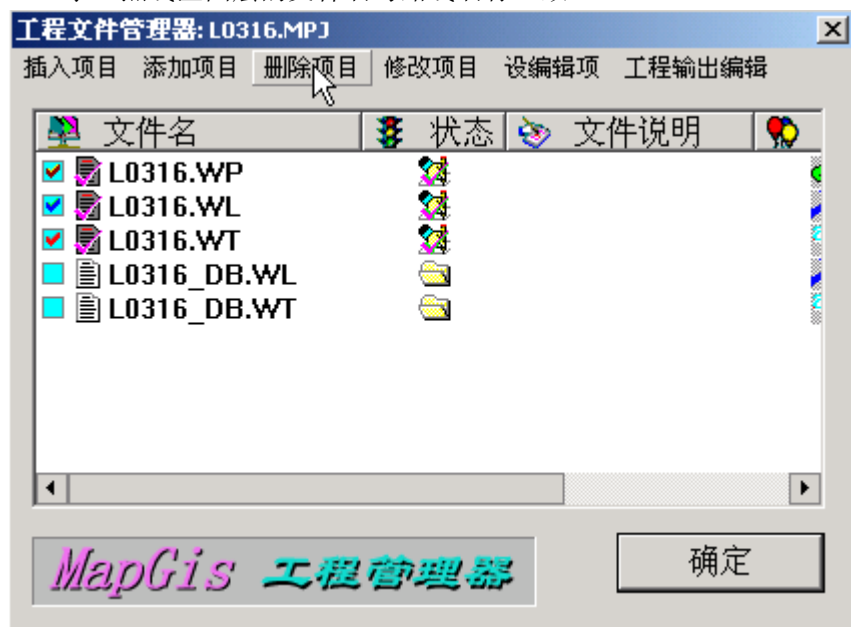 工程文件管理器: L0316.MPJ
插入项目 添加项目 删除项目 修改项目 设编辑项 工程输出编辑
文件名 状态 文件说明
L0316.WP
L0316.WL
L0316.WT
L0316_DB.WL
L0316_DB.WT
MapGis 工程管理器
确定